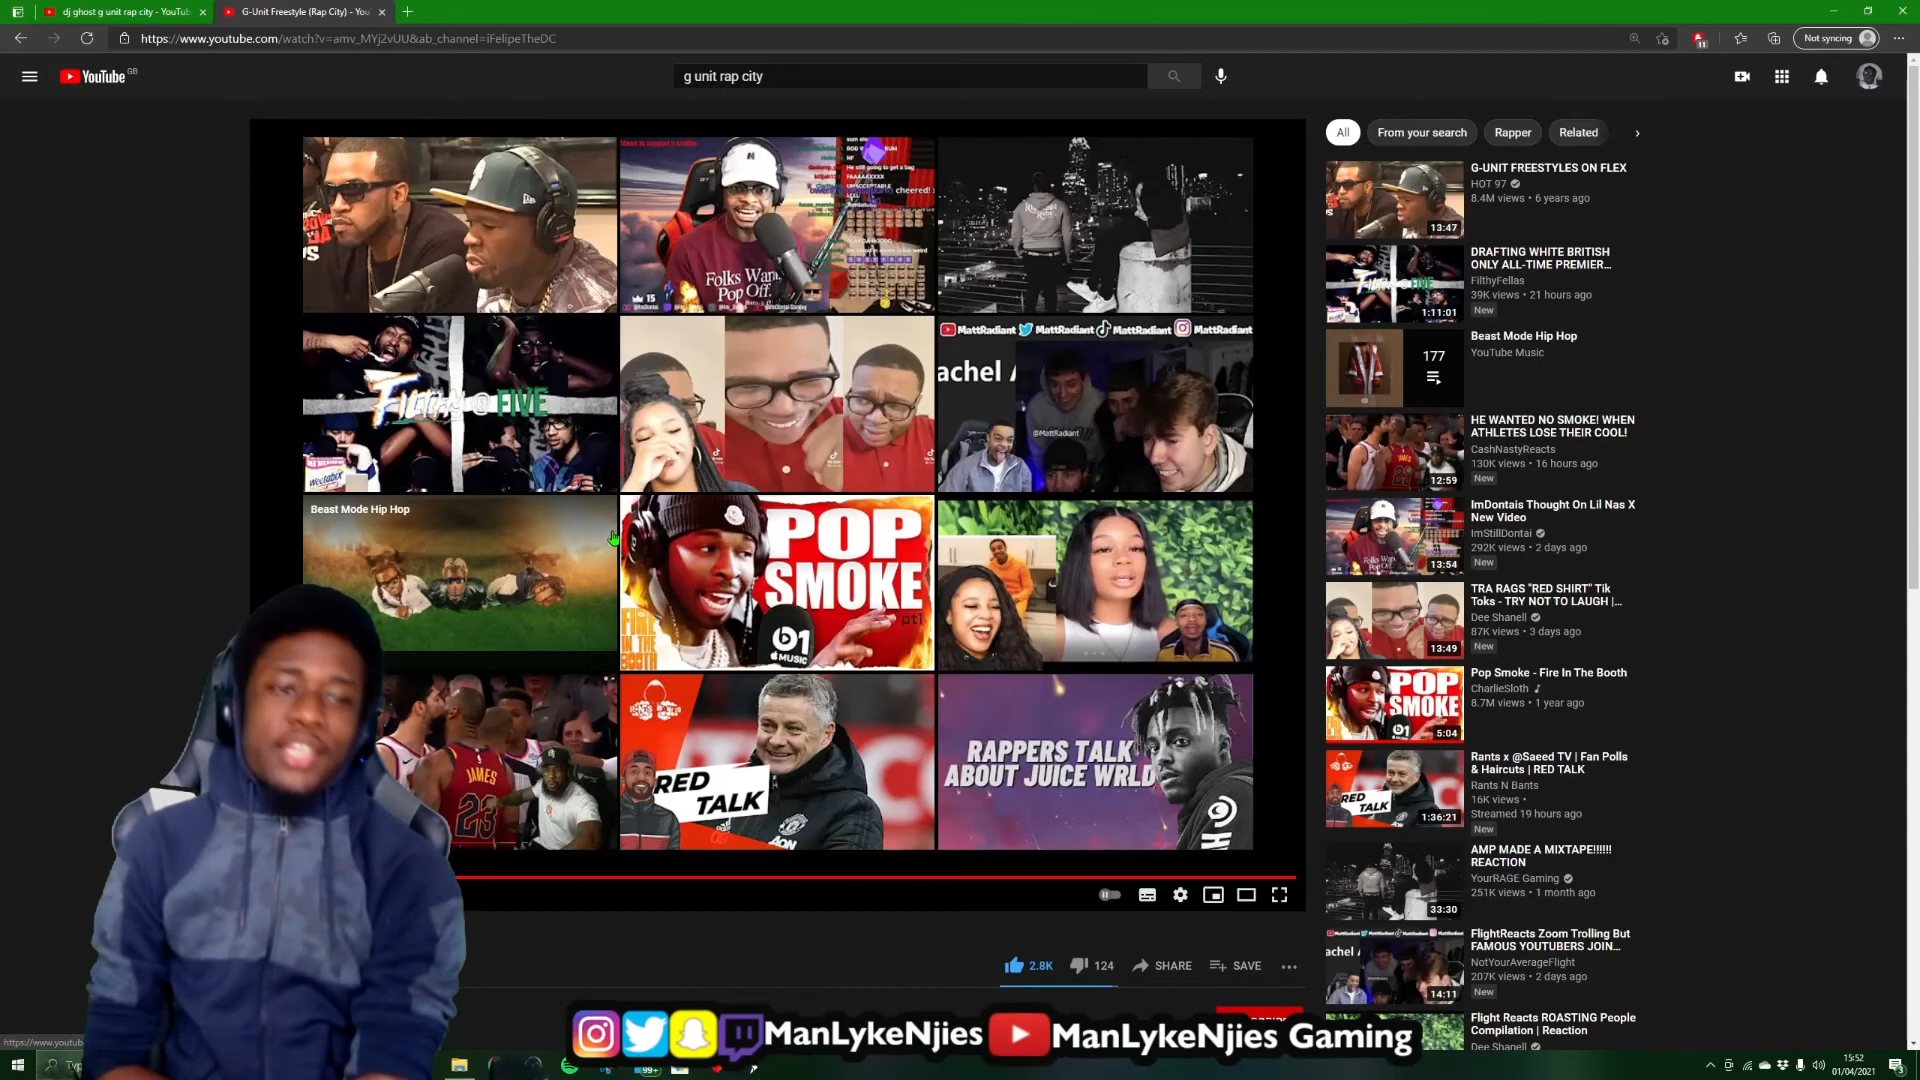 dj ghost g unit rap city - YouTub
G-Unit Freestyle (Rap City) - You
https://www.youtube.com/watch?v=amv_MYj2vUU&ab_channel=iFelipeTheDC
11
Not syncing
YouTube GB
g unit rap city
All
From your search
Rapper
Related
Folks Want
Pop Off.
15
FILTHY @ FIVE
Weetabix
MattRadiant MattRadiant MattRadiant MattRadiant
achel
@MattRadiant
Beast Mode Hip Hop
POP
SMOKE
pt1
FIRE
IN THE
BOOTH
MUSIC
JAMES
23
RED
TALK
AON
RAPPERS TALK
ABOUT JUICE WRLD
G-UNIT FREESTYLES ON FLEX
HOT 97
8.4M views • 6 years ago
13:47
DRAFTING WHITE BRITISH
ONLY ALL-TIME PREMIER...
FilthyFellas
39K views • 21 hours ago
New
1:11:01
Beast Mode Hip Hop
YouTube Music
177
HE WANTED NO SMOKE! WHEN
ATHLETES LOSE THEIR COOL!
CashNastyReacts
130K views • 16 hours ago
New
12:59
ImDontais Thought On Lil Nas X
New Video
ImStillDontai
292K views • 2 days ago
New
13:54
TRA RAGS "RED SHIRT" Tik
Toks - TRY NOT TO LAUGH |...
Dee Shanell
87K views • 3 days ago
New
13:49
Pop Smoke - Fire In The Booth
CharlieSloth
8.7M views • 1 year ago
5:04
Rants x @Saeed TV | Fan Polls
& Haircuts | RED TALK
Rants N Bants
16K views •
Streamed 19 hours ago
New
1:36:21
AMP MADE A MIXTAPE!!!!!!
REACTION
YourRAGE Gaming
251K views • 1 month ago
33:30
FlightReacts Zoom Trolling But
FAMOUS YOUTUBERS JOIN...
NotYourAverageFlight
207K views • 2 days ago
New
14:11
Flight Reacts ROASTING People
Compilation | Reaction
Dee Shanell
2.8K
124
SHARE
SAVE
ManLykeNjies
ManLykeNjies Gaming
https://www.youtub
Typ
99+
15:52
01/04/2021